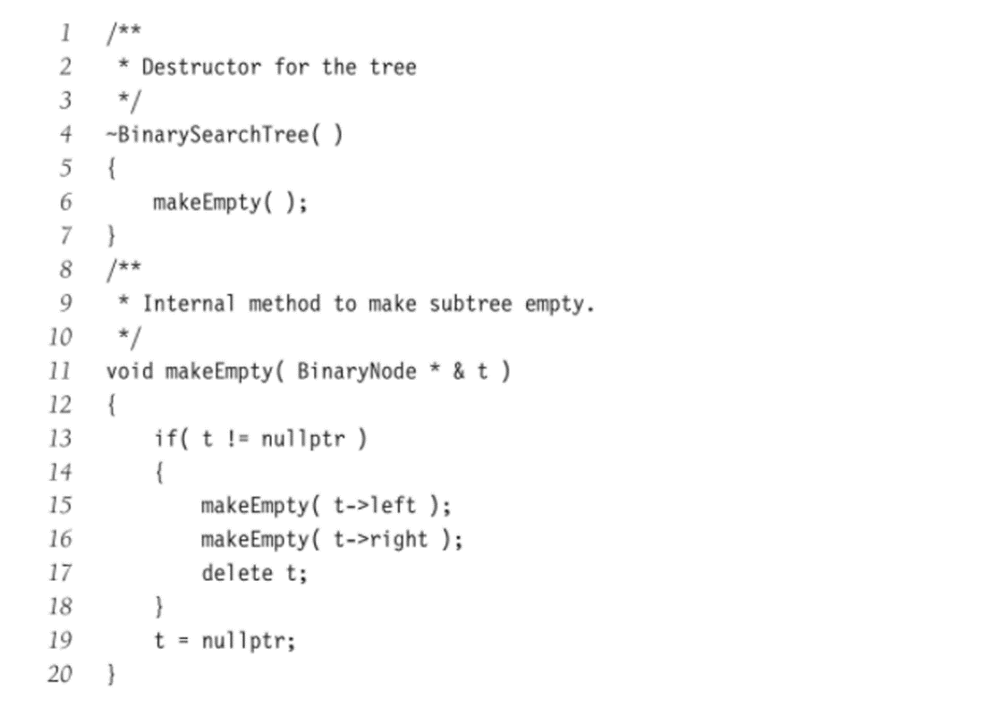 1 /**
2 * Destructor for the tree
3 */
4 ~BinarySearchTree( )
5 {
6 makeEmpty( );
7 }
8 /**
9 * Internal method to make subtree empty.
10 */
11 void makeEmpty( BinaryNode * & t )
12 {
13 if( t != nullptr )
14 {
15 makeEmpty( t->left );
16 makeEmpty( t->right );
17 delete t;
18 }
19 t = nullptr;
20 }